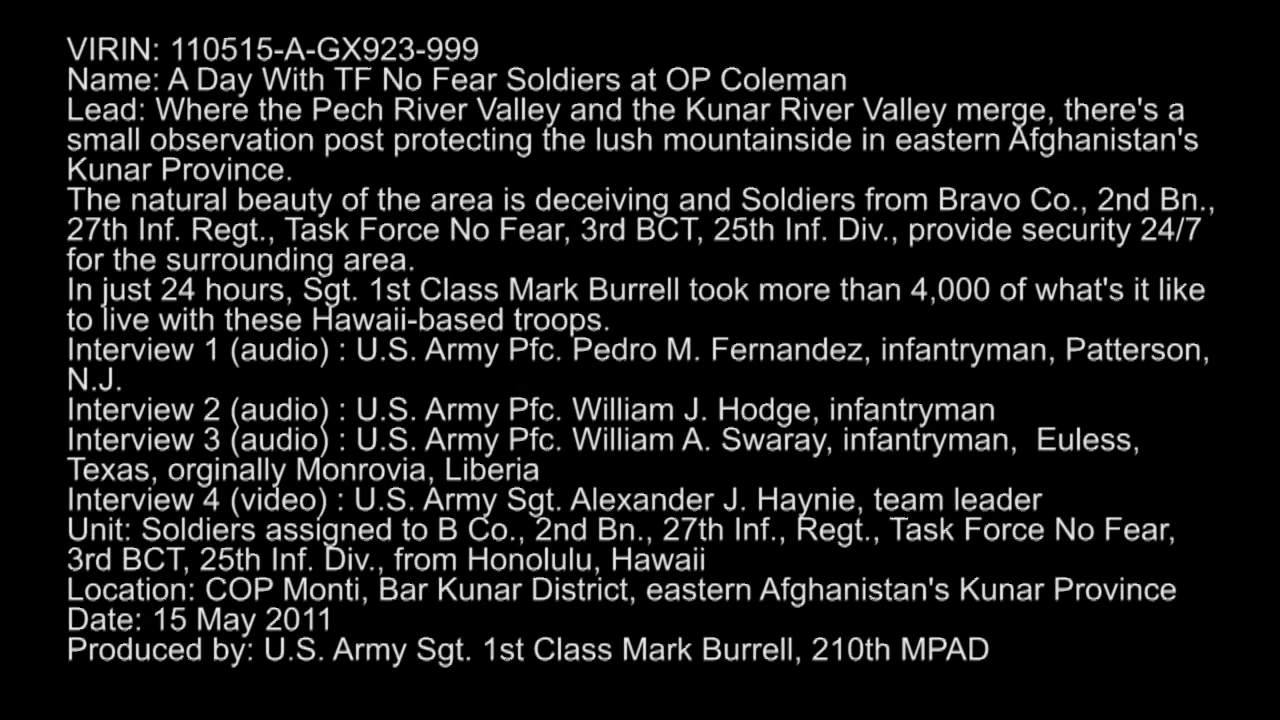 VIRIN: 110515-A-GX923-999
Name: A Day With TF No Fear Soldiers at OP Coleman
Lead: Where the Pech River Valley and the Kunar River Valley merge, there's a
small observation post protecting the lush mountainside in eastern Afghanistan's
Kunar Province.
The natural beauty of the area is deceiving and Soldiers from Bravo Co., 2nd Bn.,
27th Inf. Regt., Task Force No Fear, 3rd BCT, 25th Inf. Div., provide security 24/7
for the surrounding area.
In just 24 hours, Sgt. 1st Class Mark Burrell took more than 4,000 of what's it like
to live with these Hawaii-based troops.
Interview 1 (audio) : U.S. Army Pfc. Pedro M. Fernandez, infantryman, Patterson,
N.J.
Interview 2 (audio) : U.S. Army Pfc. William J. Hodge, infantryman
Interview 3 (audio) : U.S. Army Pfc. William A. Swaray, infantryman,  Euless,
Texas, orginally Monrovia, Liberia
Interview 4 (video) : U.S. Army Sgt. Alexander J. Haynie, team leader
Unit: Soldiers assigned to B Co., 2nd Bn., 27th Inf., Regt., Task Force No Fear,
3rd BCT, 25th Inf. Div., from Honolulu, Hawaii
Location: COP Monti, Bar Kunar District, eastern Afghanistan's Kunar Province
Date: 15 May 2011
Produced by: U.S. Army Sgt. 1st Class Mark Burrell, 210th MPAD